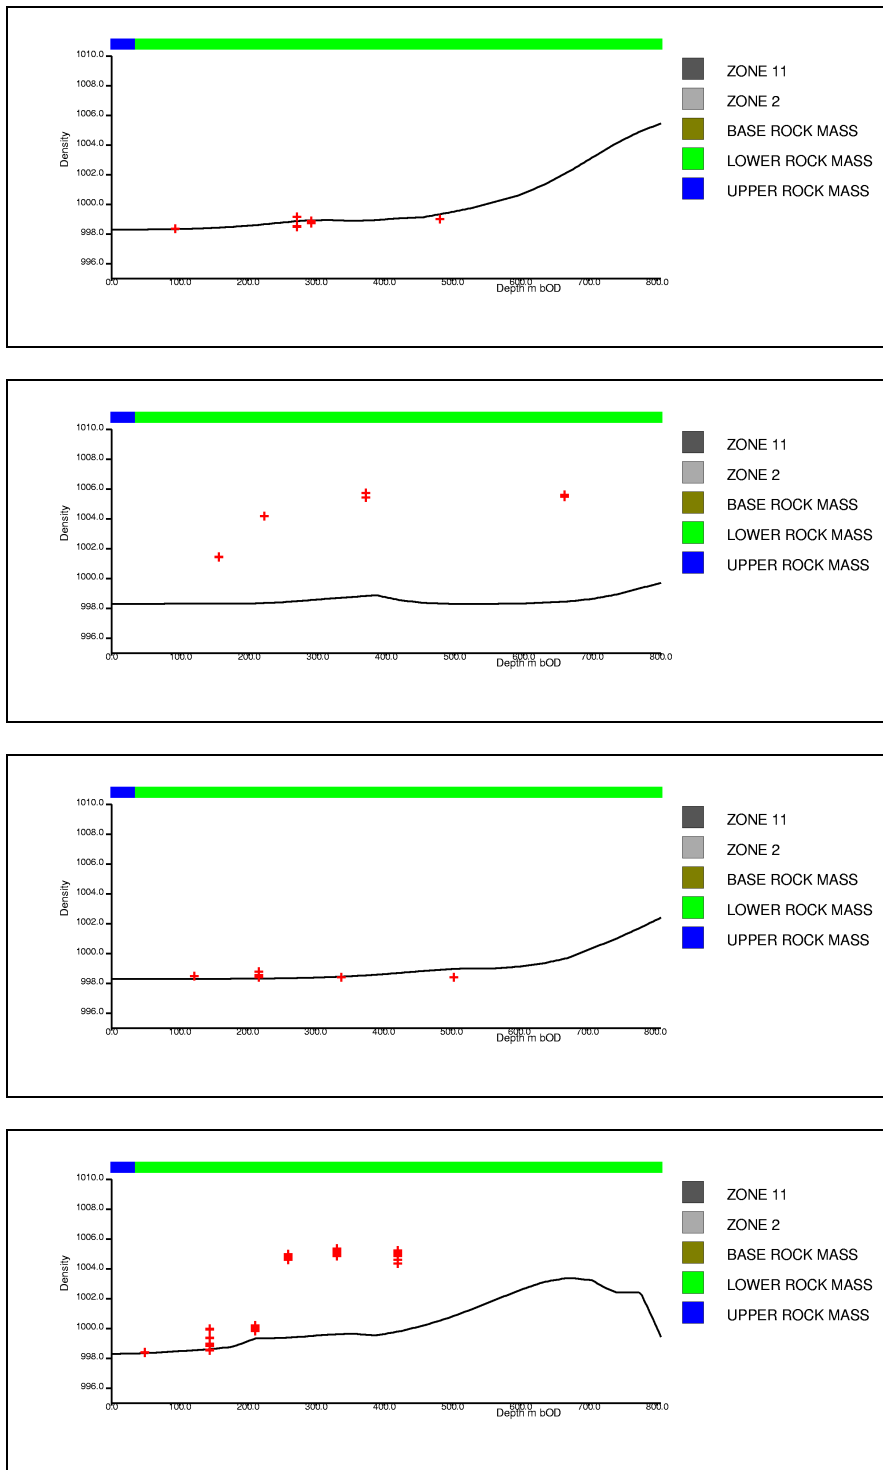 1010.0
1008.0
1006.0
1004.0
1002.0
1000.0
998.0
996.0
Density
0.0 100.0 200.0 300.0 400.0 500.0 600.0 700.0 800.0
Depth m bOD
ZONE 11
ZONE 2
BASE ROCK MASS
LOWER ROCK MASS
UPPER ROCK MASS
1010.0
1008.0
1006.0
1004.0
1002.0
1000.0
998.0
996.0
Density
0.0 100.0 200.0 300.0 400.0 500.0 600.0 700.0 800.0
Depth m bOD
ZONE 11
ZONE 2
BASE ROCK MASS
LOWER ROCK MASS
UPPER ROCK MASS
1010.0
1008.0
1006.0
1004.0
1002.0
1000.0
998.0
996.0
Density
0.0 100.0 200.0 300.0 400.0 500.0 600.0 700.0 800.0
Depth m bOD
ZONE 11
ZONE 2
BASE ROCK MASS
LOWER ROCK MASS
UPPER ROCK MASS
1010.0
1008.0
1006.0
1004.0
1002.0
1000.0
998.0
996.0
Density
0.0 100.0 200.0 300.0 400.0 500.0 600.0 700.0 800.0
Depth m bOD
ZONE 11
ZONE 2
BASE ROCK MASS
LOWER ROCK MASS
UPPER ROCK MASS